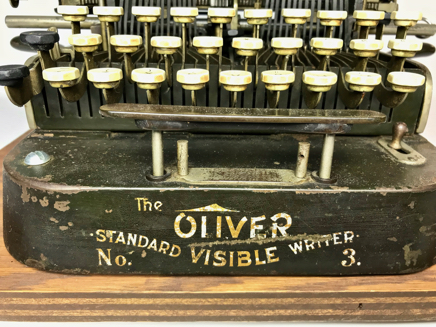 The
OLIVER
·STANDARD VISIBLE WRITER·
No. 3.